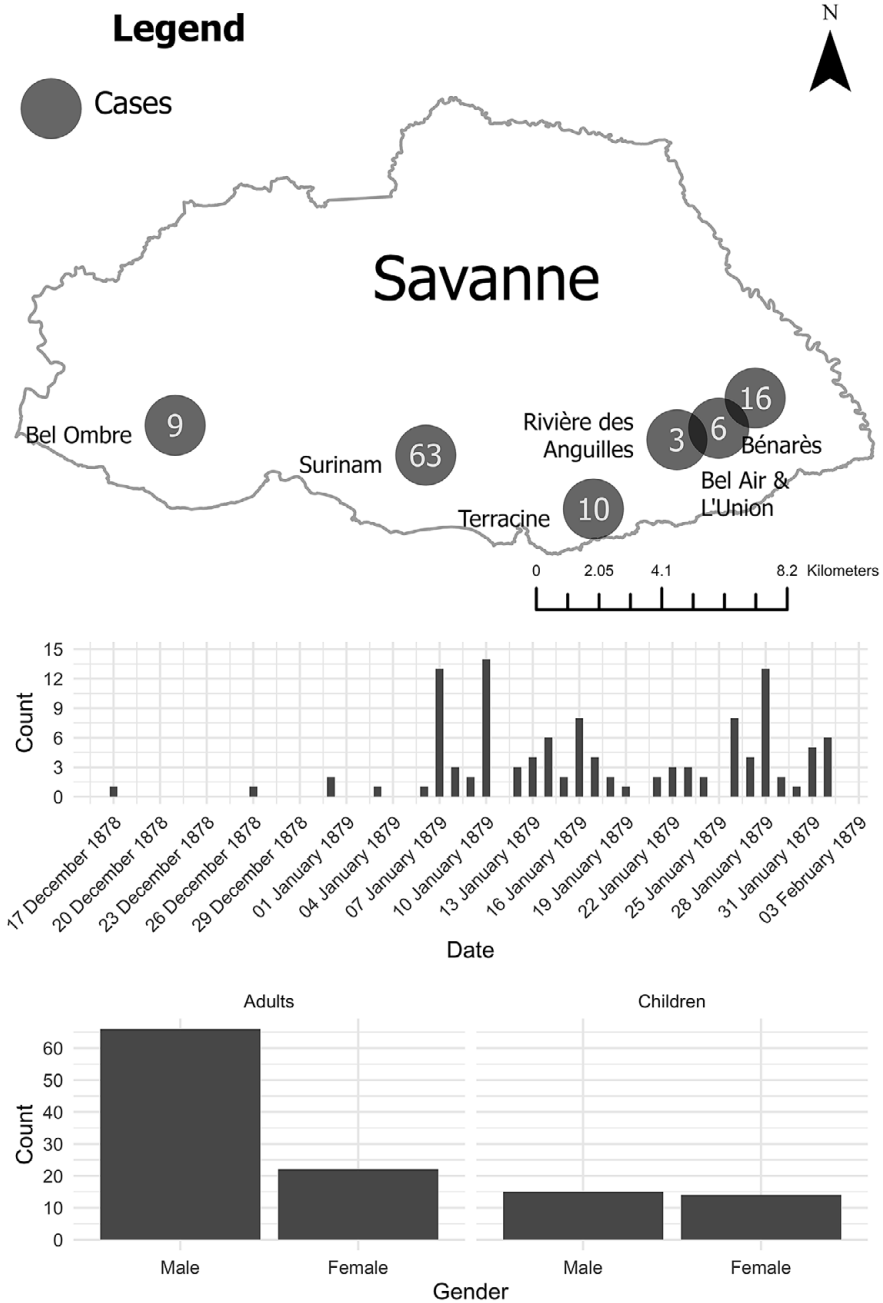 Legend
N
Cases
Savanne
Bel Ombre
9
Surinam
63
Rivière des
Anguilles
3
6
16
Bénarès
Bel Air &
L'Union
Terracine
10
0 2.05 4.1 8.2 Kilometers
15
12
9
6
3
0
Count
17 December 1878
20 December 1878
23 December 1878
26 December 1878
29 December 1878
01 January 1879
04 January 1879
07 January 1879
10 January 1879
13 January 1879
16 January 1879
19 January 1879
22 January 1879
25 January 1879
28 January 1879
31 January 1879
03 February 1879
Date
Adults
Children
60
50
40
30
20
10
0
Count
Male
Female
Male
Female
Gender